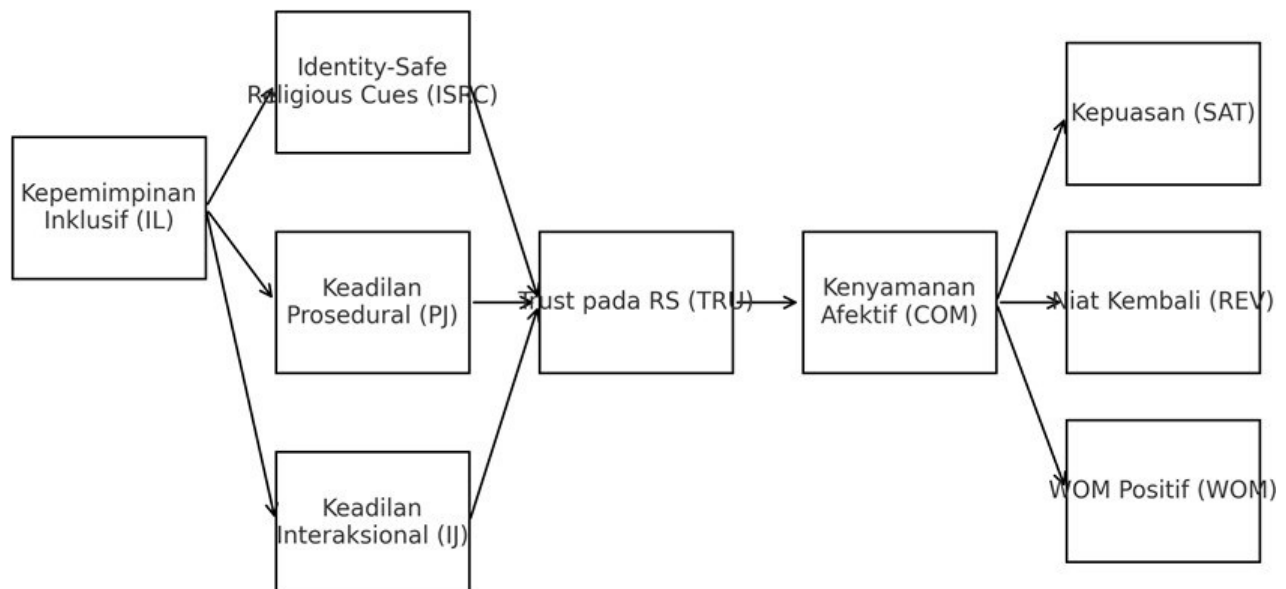 Kepemimpinan
Inklusif (IL)
Identity-Safe
Religious Cues (ISRC)
Keadilan
Prosedural (PJ)
Keadilan
Interaksional (IJ)
Trust pada RS (TRU)
Kenyamanan
Afektif (COM)
Kepuasan (SAT)
Niat Kembali (REV)
WOM Positif (WOM)